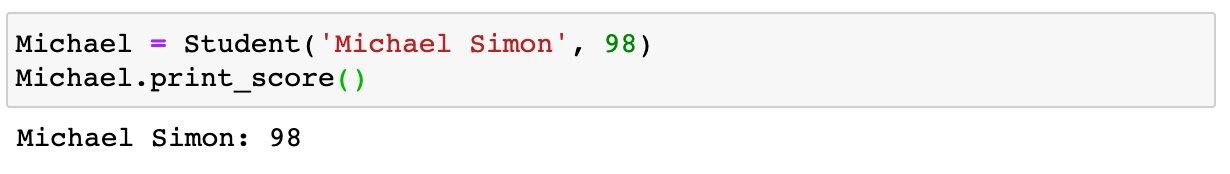 Michael = Student('Michael Simon', 98)
Michael.print_score()
Michael Simon: 98